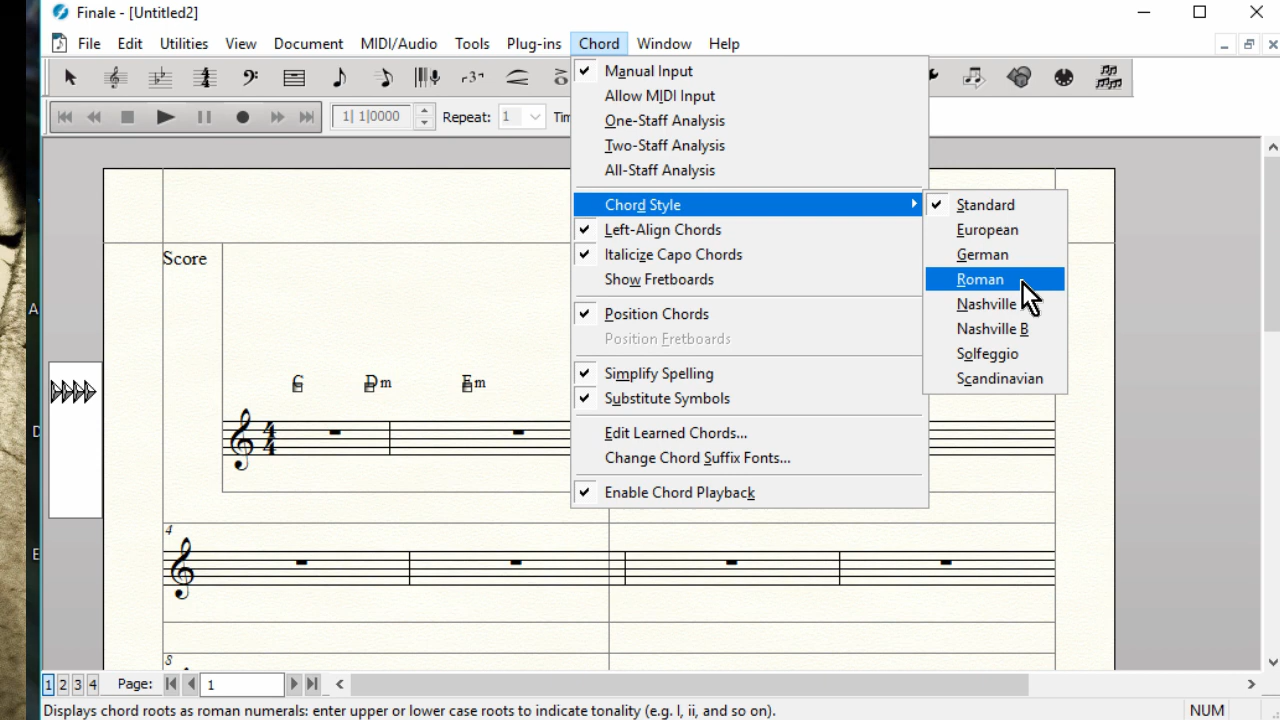 Finale - [Untitled2]
File Edit Utilities View Document MIDI/Audio Tools Plug-ins Chord Window Help
1| 1|0000 Repeat: 1
Manual Input
Allow MIDI Input
One-Staff Analysis
Two-Staff Analysis
All-Staff Analysis
Chord Style
Left-Align Chords
Italicize Capo Chords
Show Fretboards
Position Chords
Position Fretboards
Simplify Spelling
Substitute Symbols
Edit Learned Chords...
Change Chord Suffix Fonts...
Enable Chord Playback
Standard
European
German
Roman
Nashville
Nashville B
Solfeggio
Scandinavian
Score
C Dm Em
4
4
4
8
A
D
E
1 2 3 4 Page: 1
Displays chord roots as roman numerals: enter upper or lower case roots to indicate tonality (e.g. I, ii, and so on). NUM